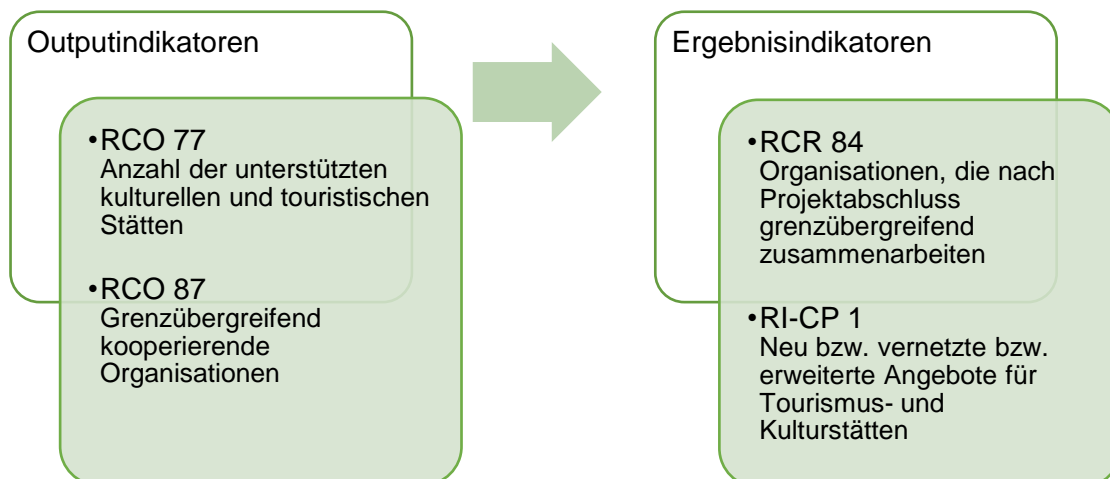 Outputindikatoren
•RCO 77
Anzahl der unterstützten
kulturellen und touristischen
Stätten
•RCO 87
Grenzübergreifend
kooperierende
Organisationen
Ergebnisindikatoren
•RCR 84
Organisationen, die nach
Projektabschluss
grenzübergreifend
zusammenarbeiten
•RI-CP 1
Neu bzw. vernetzte bzw.
erweiterte Angebote für
Tourismus- und
Kulturstätten